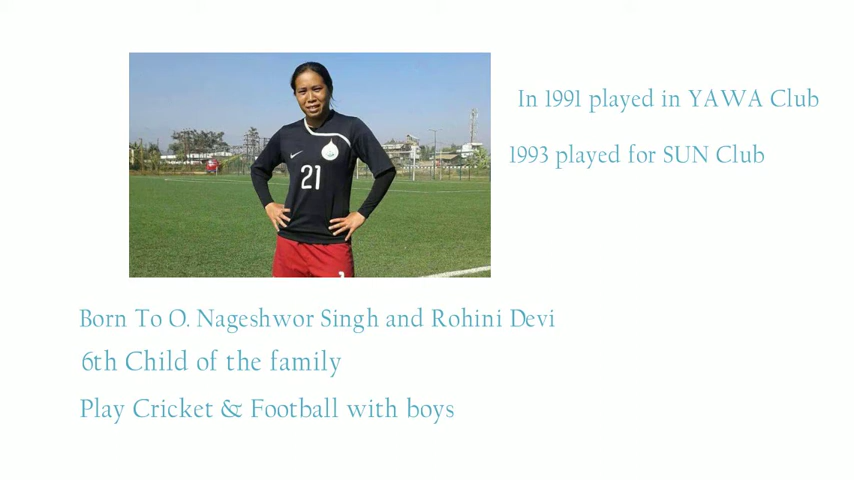 In 1991 played in YAWA Club
1993 played for SUN Club
21
Born To O. Nageshwor Singh and Rohini Devi
6th Child of the family
Play Cricket & Football with boys